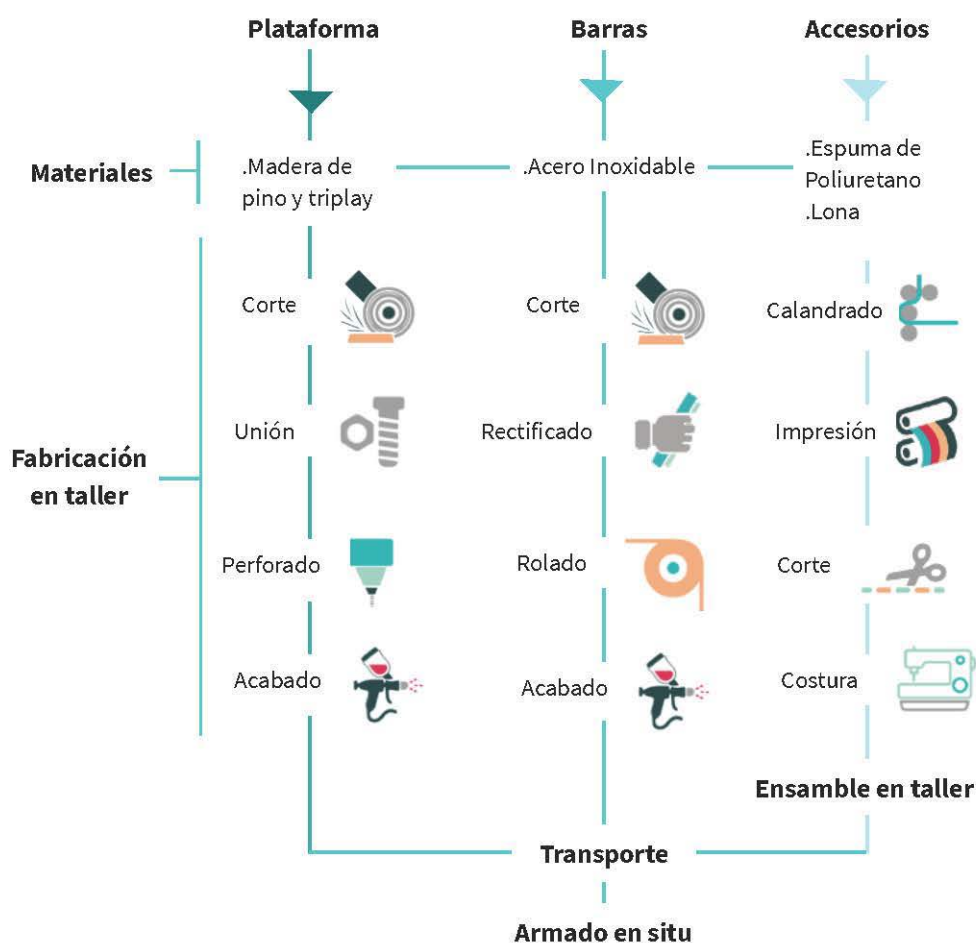 Plataforma
Barras
Accesorios
Materiales
.Madera de
pino y triplay
.Acero Inoxidable
.Espuma de
Poliuretano
.Lona
Fabricación
en taller
Corte
Corte
Calandrado
Unión
Rectificado
Impresión
Perforado
Rolado
Corte
Acabado
Acabado
Costura
Ensamble en taller
Transporte
Armado en situ